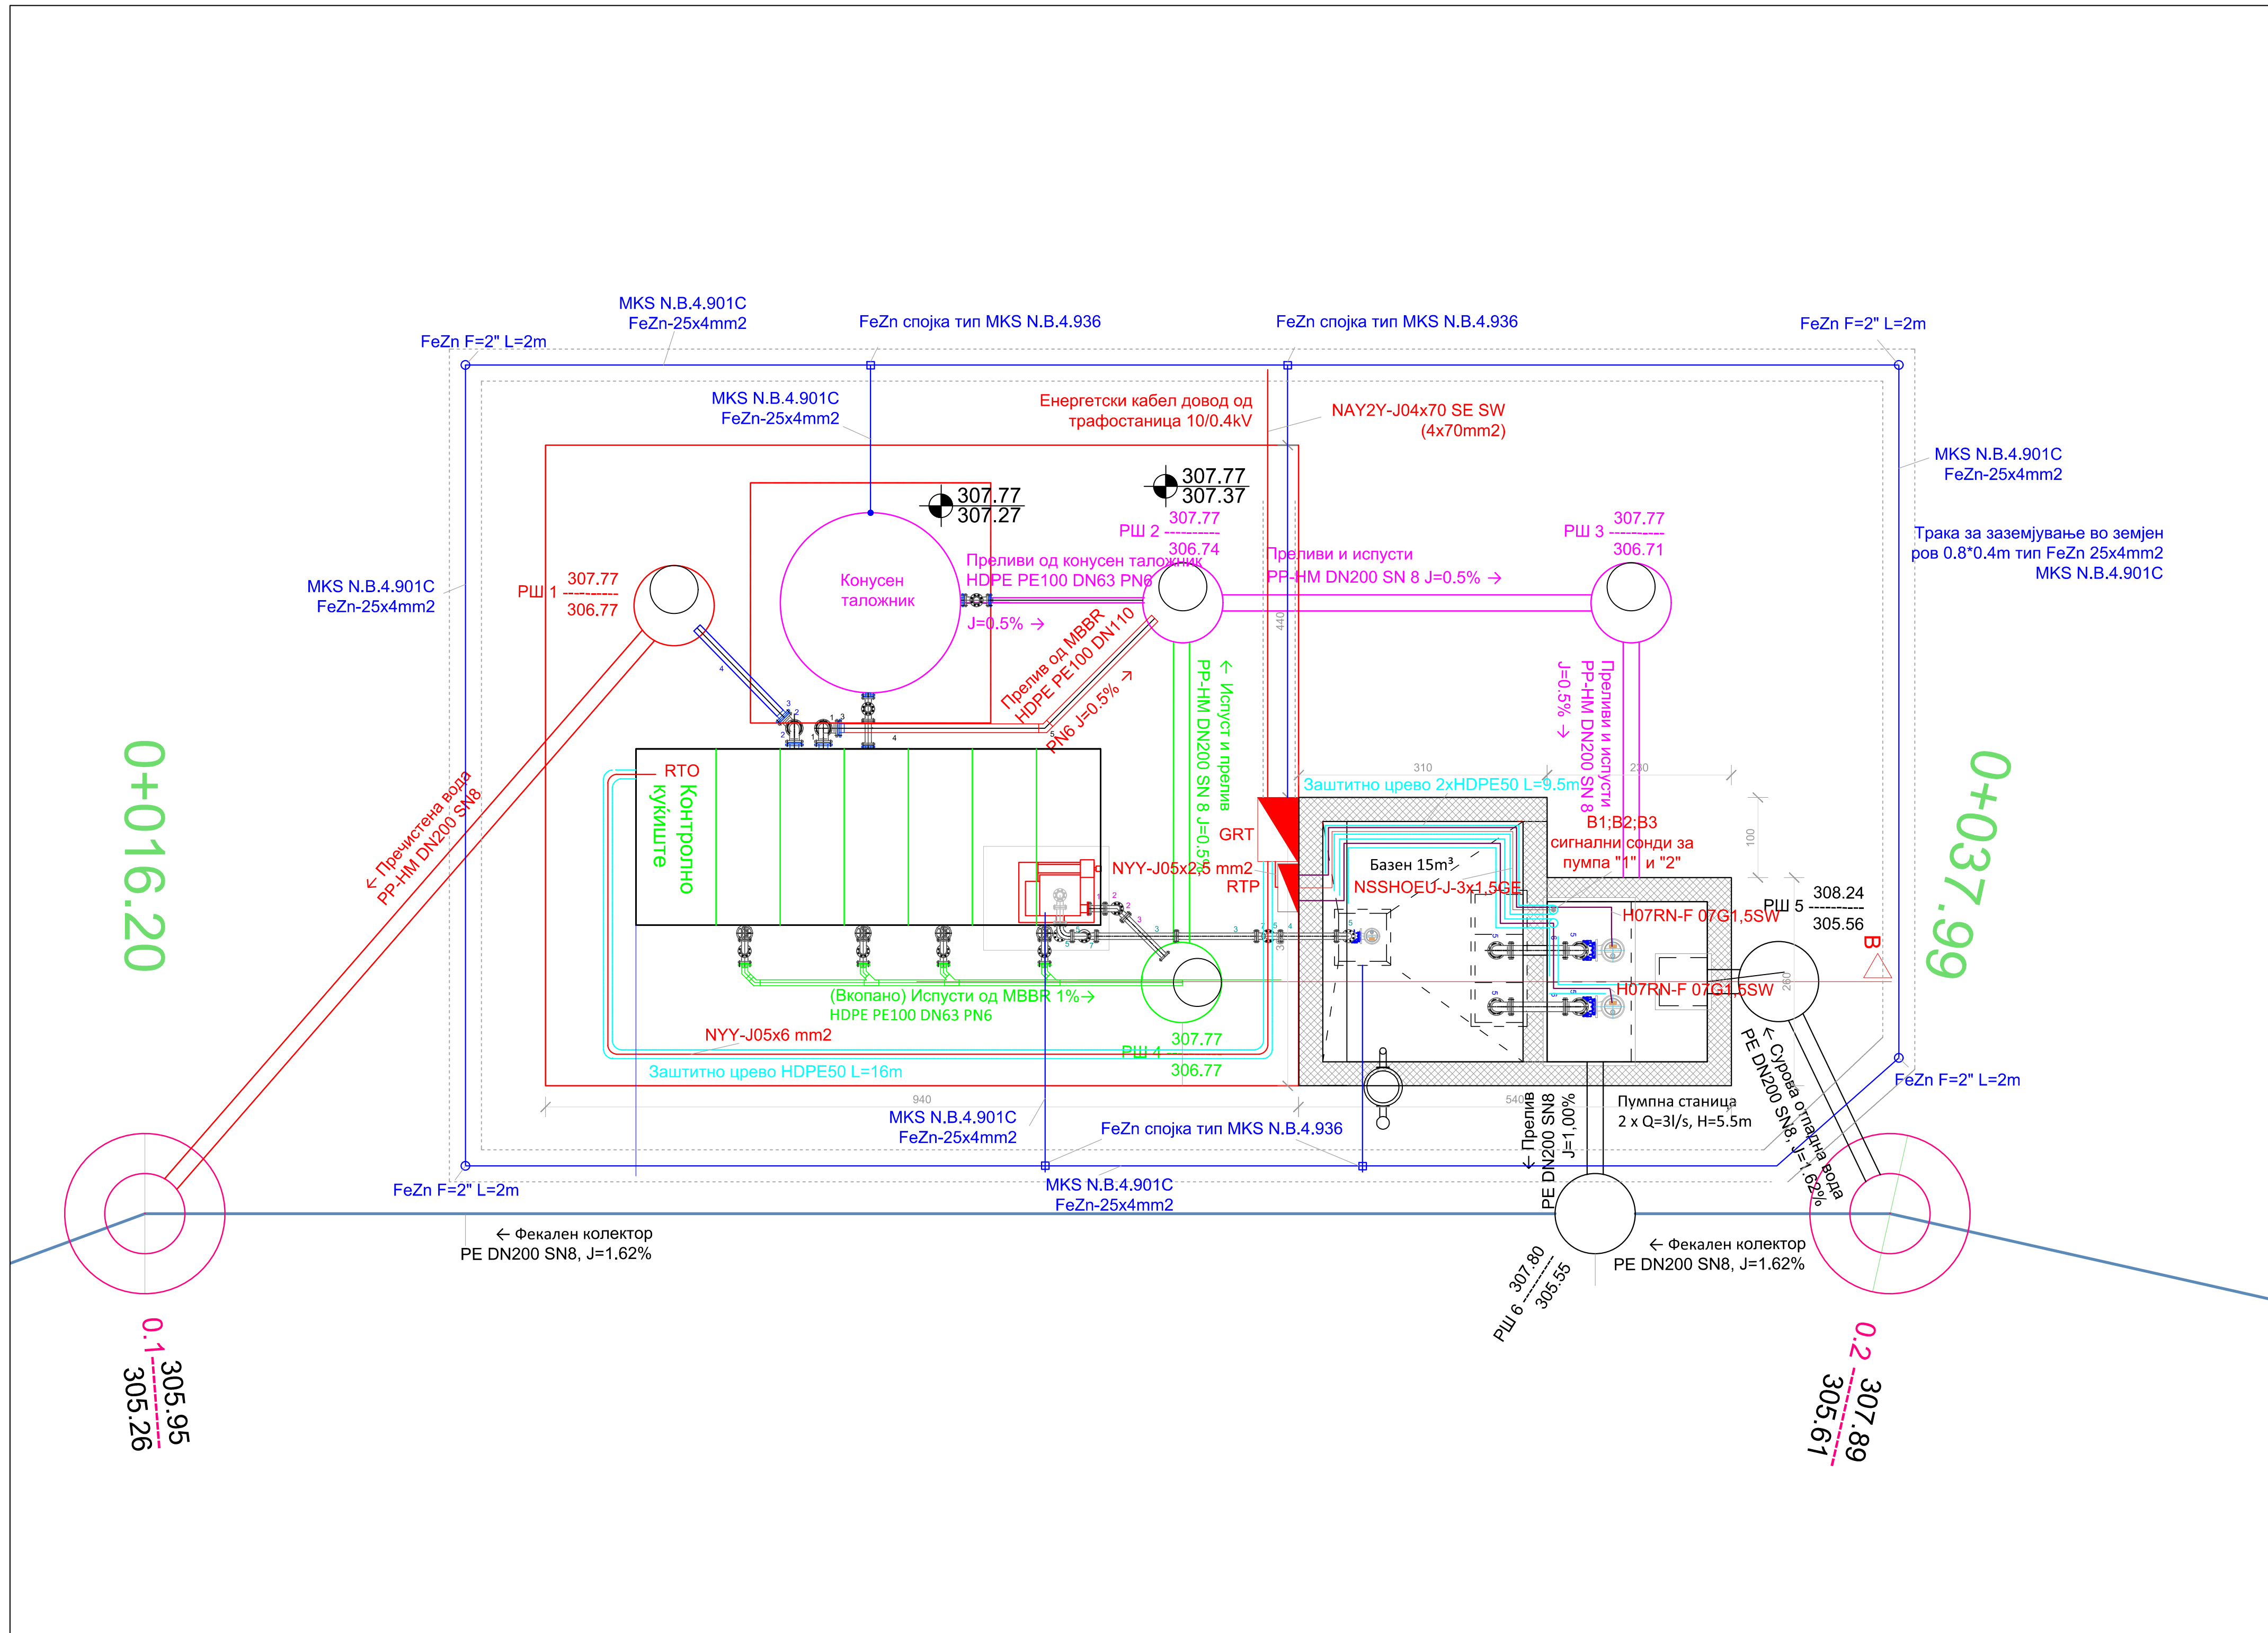 MKS N.B.4.901C
FeZn-25x4mm2
FeZn спојка тип MKS N.B.4.936
FeZn спојка тип MKS N.B.4.936
FeZn F=2" L=2m
FeZn F=2" L=2m
MKS N.B.4.901C
FeZn-25x4mm2
Енергетски кабел довод од
трафостаница 10/0.4kV
NAY2Y-J04x70 SE SW
(4x70mm2)
MKS N.B.4.901C
FeZn-25x4mm2
307.77
307.27
307.77
307.37
РШ 2 ----------
307.77
306.74
РШ 3 ----------
307.77
306.71
Трака за заземјување во земјен
ров 0.8*0.4m тип FeZn 25x4mm2
MKS N.B.4.901C
MKS N.B.4.901C
FeZn-25x4mm2
РШ 1 ----------
307.77
306.77
Конусен
таложник
Преливи од конусен таложник
HDPE PE100 DN63 PN6
J=0.5% →
Преливи и испусти
PP-HM DN200 SN 8 J=0.5% →
Прелив од MBBR
HDPE PE100 DN110
PN6 J=0.5% →
← Испуст и прелив
PP-HM DN200 SN 8 J=0.5%
Преливи и испусти
PP-HM DN200 SN 8
J=0.5% →
440
310
230
100
260
← Пречистена вода
PP-HM DN200 SN8
0+016.20
0+037.99
RTO
Контролно
куќиште
GRT
NYY-J05x2,5 mm2
RTP
Заштитно црево 2xHDPE50 L=9.5m
B1;B2;B3
сигнални сонди за
пумпа "1" и "2"
Базен 15m³
NSSHOEU-J-3x1,5GE
H07RN-F 07G1,5SW
H07RN-F 07G1,5SW
РШ 5 ----------
308.24
305.56
B
(Вкопано) Испусти од MBBR 1%→
HDPE PE100 DN63 PN6
NYY-J05x6 mm2
Заштитно црево HDPE50 L=16m
РШ 4
307.77
306.77
940
540
MKS N.B.4.901C
FeZn-25x4mm2
FeZn спојка тип MKS N.B.4.936
← Прелив
PE DN200 SN8
J=1,00%
Пумпна станица
2 x Q=3l/s, H=5.5m
← Сурова отпадна вода
PE DN200 SN8, J=1.62%
FeZn F=2" L=2m
FeZn F=2" L=2m
MKS N.B.4.901C
FeZn-25x4mm2
← Фекален колектор
PE DN200 SN8, J=1.62%
← Фекален колектор
PE DN200 SN8, J=1.62%
РШ 6 ----------
307.80
305.55
0.1
305.95
305.26
0.2
307.89
305.61